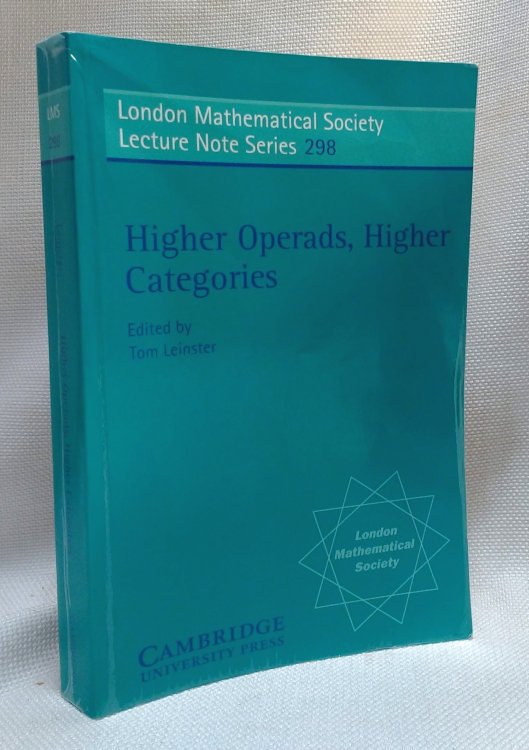 London Mathematical Society
Lecture Note Series 298
Higher Operads, Higher
Categories
Edited by
Tom Leinster
London
Mathematical
Society
CAMBRIDGE
UNIVERSITY PRESS
LMS
298